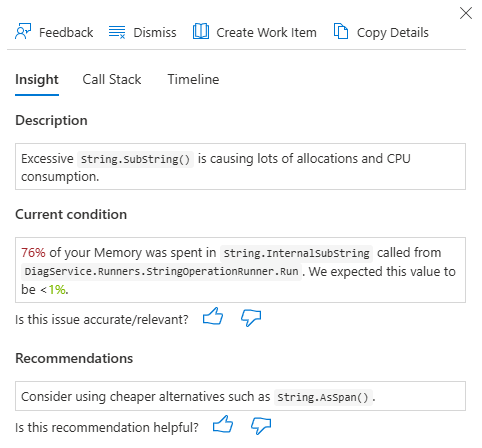 Feedback Dismiss Create Work Item Copy Details
Insight Call Stack Timeline
Description
Excessive String.SubString() is causing lots of allocations and CPU
consumption.
Current condition
76% of your Memory was spent in String.InternalSubString called from
DiagService.Runners.StringOperationRunner.Run. We expected this value to
be <1%.
Is this issue accurate/relevant?
Recommendations
Consider using cheaper alternatives such as String.AsSpan().
Is this recommendation helpful?